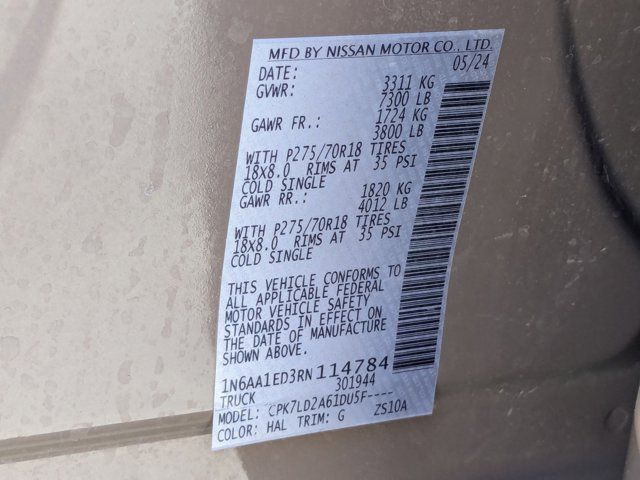 MFD BY NISSAN MOTOR CO., LTD.
DATE: 05/24
GVWR: 3311 KG
7300 LB
GAWR FR.: 1724 KG
3800 LB
WITH P275/70R18 TIRES
18X8.0 RIMS AT 35 PSI
COLD SINGLE
GAWR RR.: 1820 KG
4012 LB
WITH P275/70R18 TIRES
18X8.0 RIMS AT 35 PSI
COLD SINGLE
THIS VEHICLE CONFORMS TO
ALL APPLICABLE FEDERAL
MOTOR VEHICLE SAFETY
STANDARDS IN EFFECT ON
THE DATE OF MANUFACTURE
SHOWN ABOVE.
1N6AA1ED3RN114784
TRUCK 301944
MODEL: CPK7LD2A61DU5F----
COLOR: HAL TRIM: G ZS10A